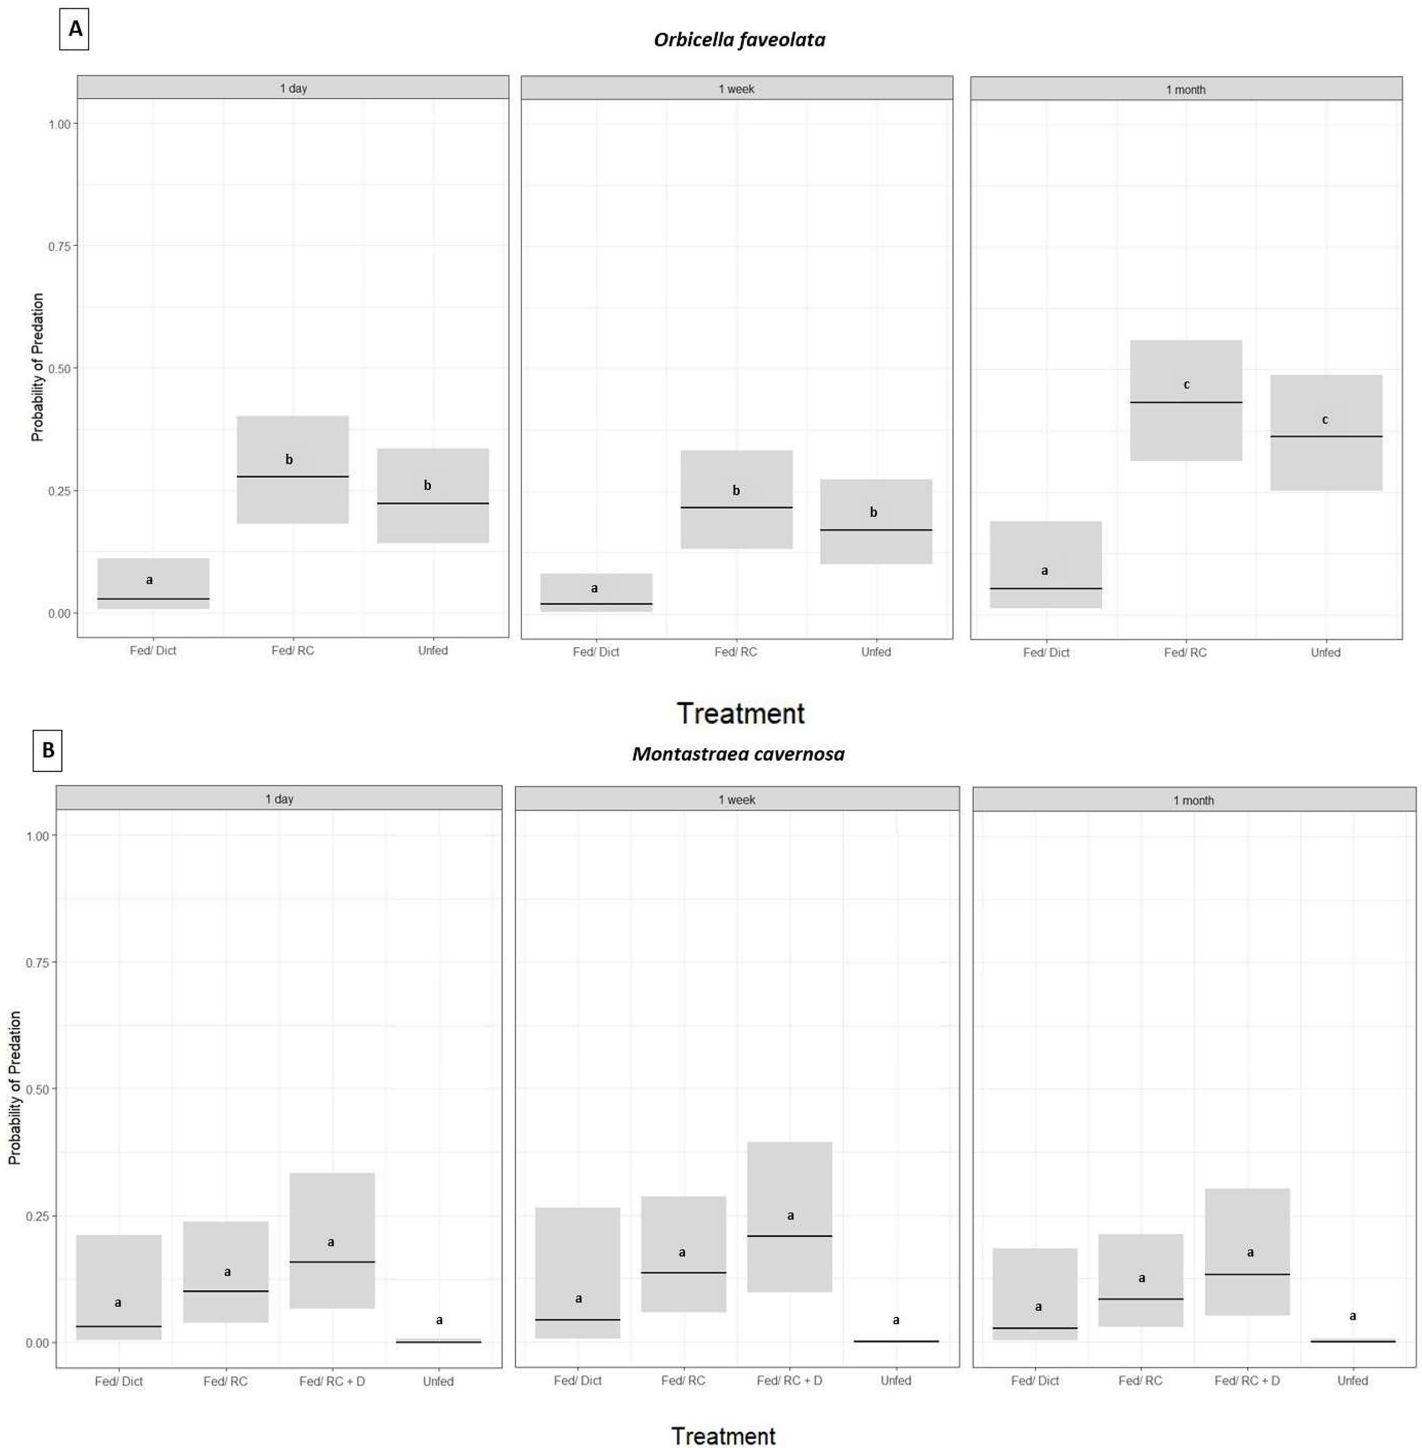 A
Orbicella faveolata
1 day
1 week
1 month
1.00
0.75
0.50
0.25
0.00
Probability of Predation
a
b
b
a
b
b
a
c
c
Fed/ Dict
Fed/ RC
Unfed
Fed/ Dict
Fed/ RC
Unfed
Fed/ Dict
Fed/ RC
Unfed
Treatment
B
Montastraea cavernosa
1 day
1 week
1 month
1.00
0.75
0.50
0.25
0.00
Probability of Predation
a
a
a
a
a
a
a
a
a
a
a
a
Fed/ Dict
Fed/ RC
Fed/ RC + D
Unfed
Fed/ Dict
Fed/ RC
Fed/ RC + D
Unfed
Fed/ Dict
Fed/ RC
Fed/ RC + D
Unfed
Treatment